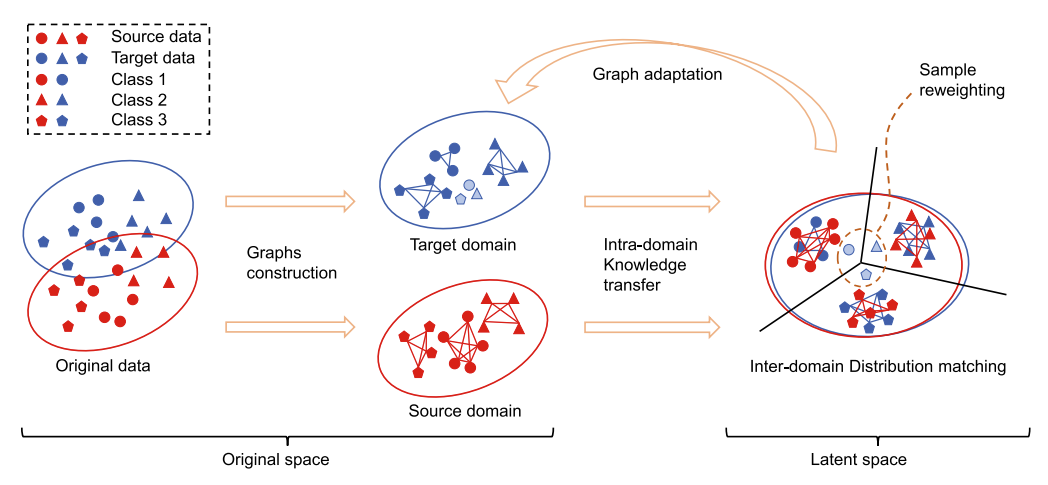 Source data
Target data
Class 1
Class 2
Class 3
Original data
Graphs
construction
Target domain
Source domain
Original space
Graph adaptation
Intra-domain
Knowledge
transfer
Sample
reweighting
Inter-domain Distribution matching
Latent space